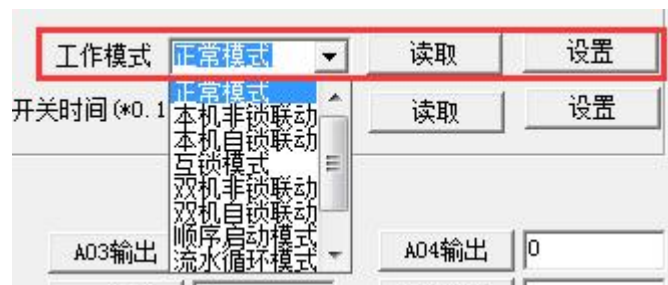 工作模式 正常模式 读取 设置
开关时间(*0.1 读取 设置
正常模式
本机非锁联动
本机自锁联动
互锁模式
双机非锁联动
双机自锁联动
顺序启动模式
流水循环模式
AO3输出 AO4输出 0